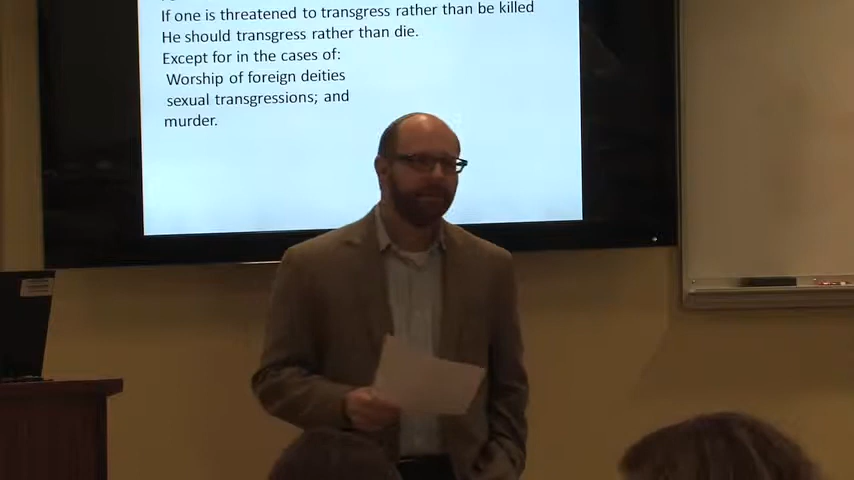 If one is threatened to transgress rather than be killed
He should transgress rather than die.
Except for in the cases of:
Worship of foreign deities
sexual transgressions; and
murder.